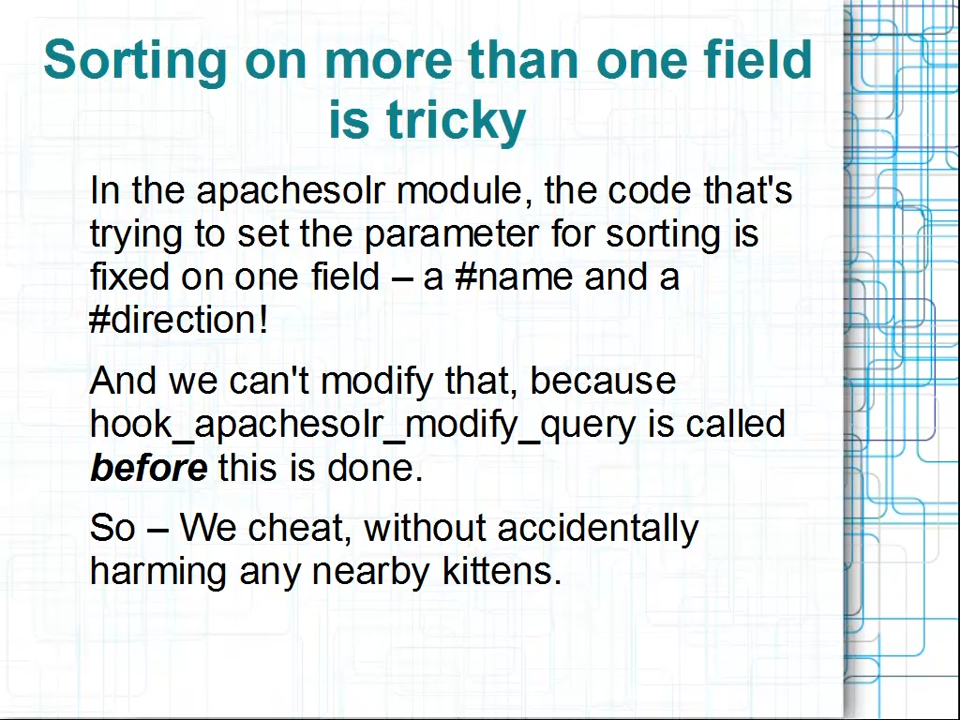 Sorting on more than one field
is tricky
In the apachesolr module, the code that's
trying to set the parameter for sorting is
fixed on one field – a #name and a
#direction!
And we can't modify that, because
hook_apachesolr_modify_query is called
before this is done.
So – We cheat, without accidentally
harming any nearby kittens.